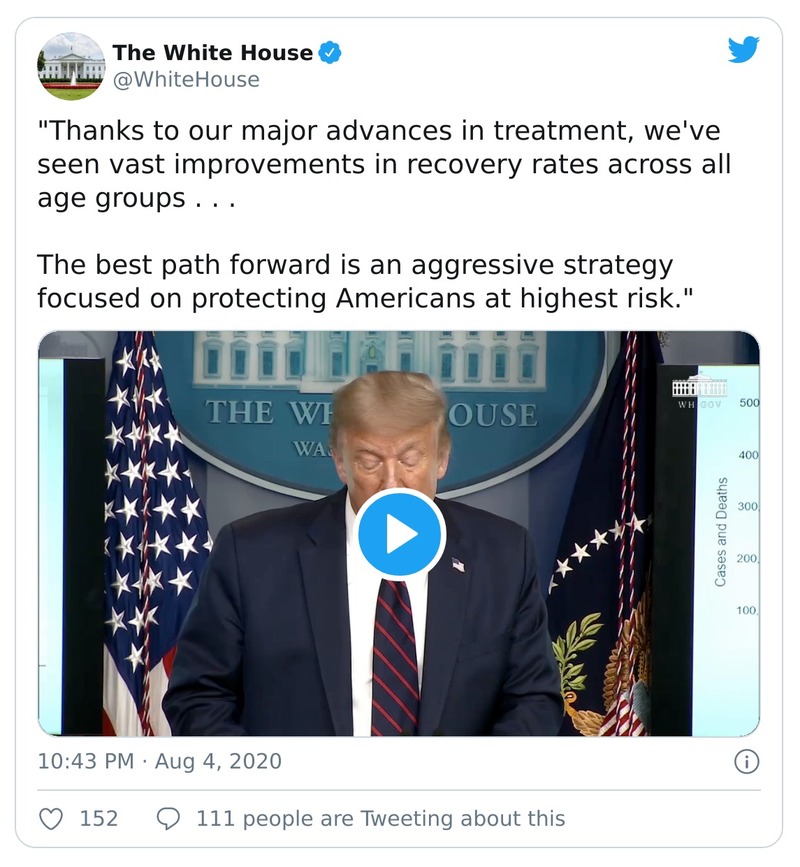 The White House
@WhiteHouse
"Thanks to our major advances in treatment, we've
seen vast improvements in recovery rates across all
age groups . . .
The best path forward is an aggressive strategy
focused on protecting Americans at highest risk."
THE WH OUSE
WAS
WH.GOV
500
400
300
200
100
Cases and Deaths
10:43 PM · Aug 4, 2020
152
111 people are Tweeting about this